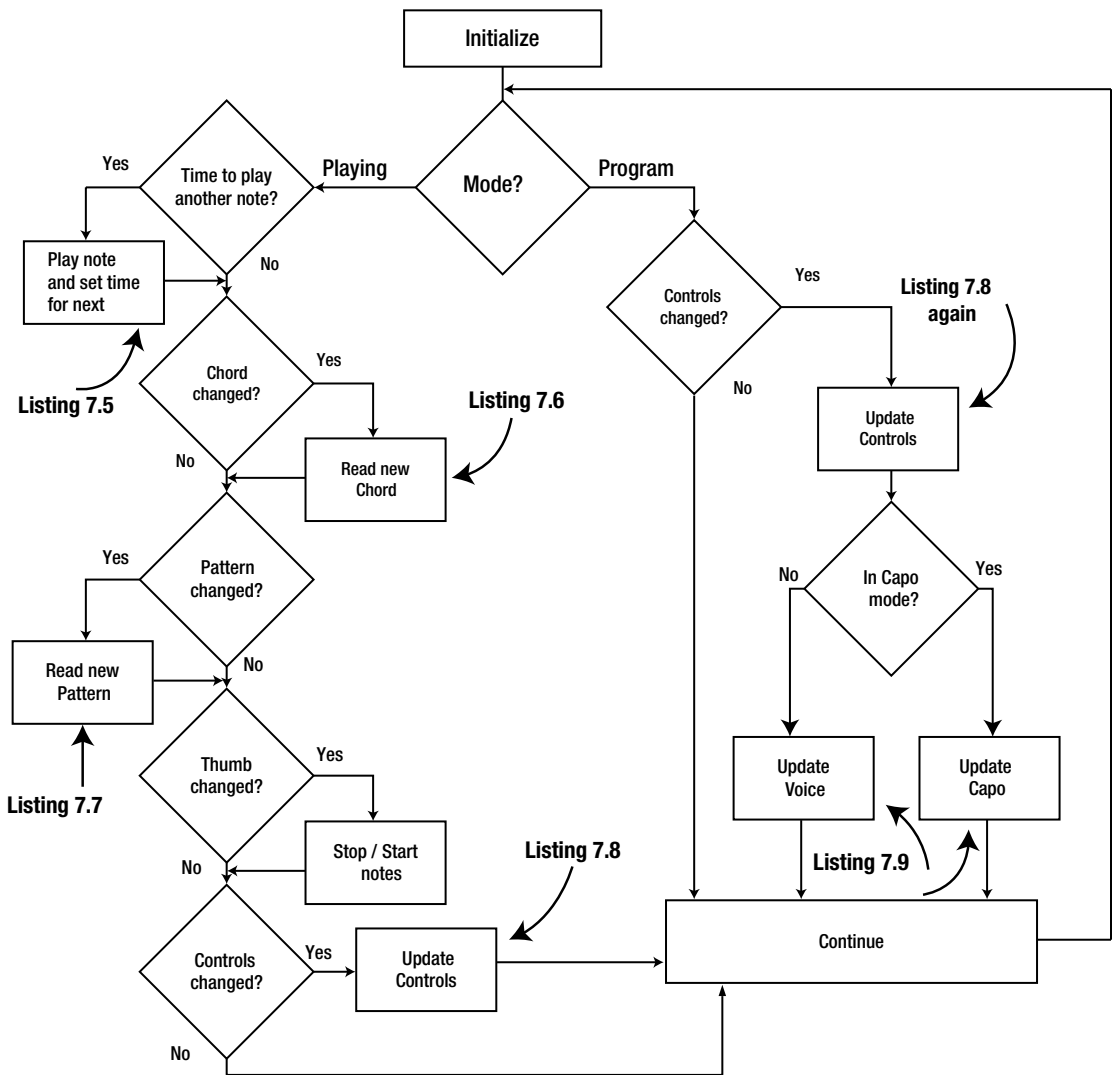 Initialize
Mode?
Playing
Program
Time to play
another note?
Yes
No
Play note
and set time
for next
Listing 7.5
Chord
changed?
Yes
No
Read new
Chord
Listing 7.6
Pattern
changed?
Yes
No
Read new
Pattern
Listing 7.7
Thumb
changed?
Yes
No
Stop / Start
notes
Controls
changed?
Yes
No
Update
Controls
Listing 7.8
Controls
changed?
Yes
No
Listing 7.8
again
Update
Controls
In Capo
mode?
No
Yes
Update
Voice
Update
Capo
Listing 7.9
Continue